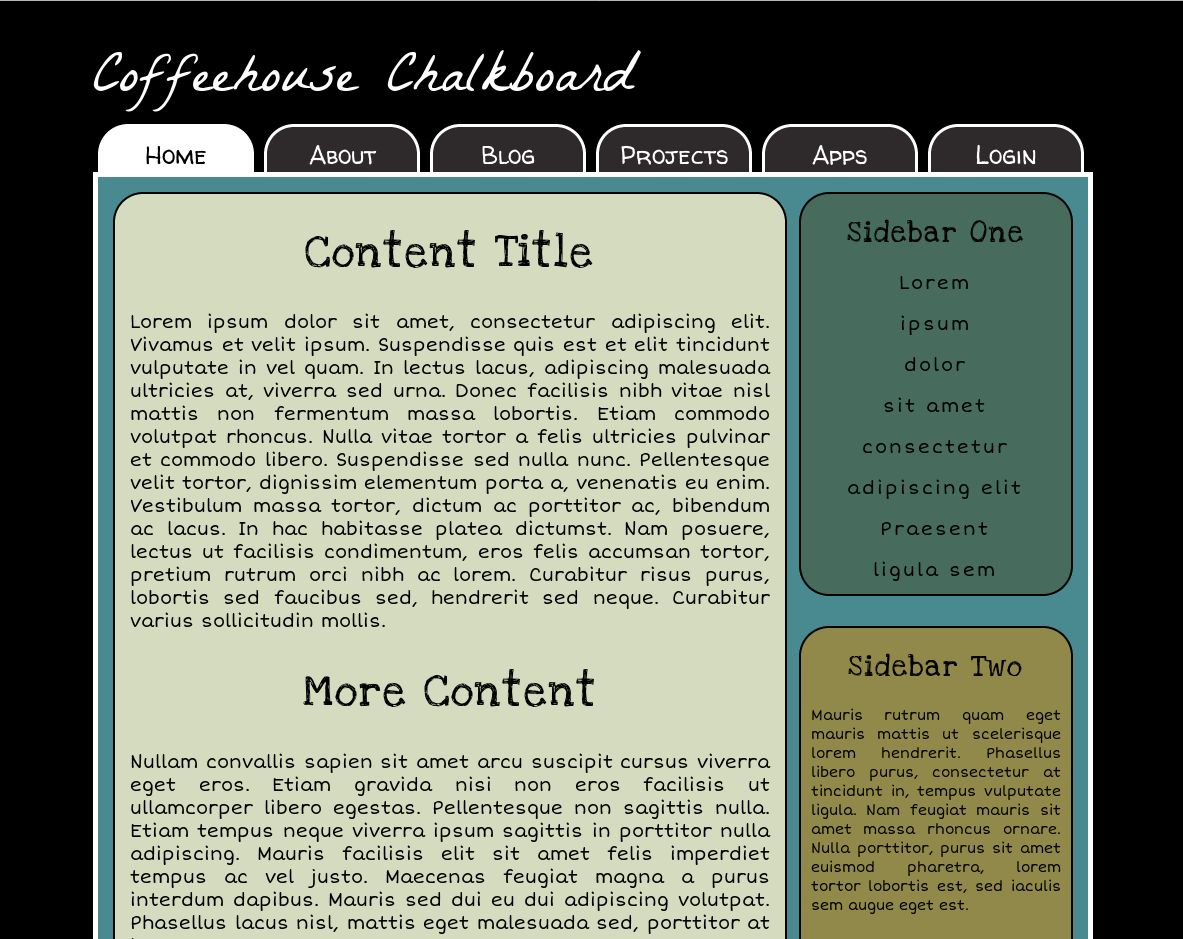 Coffeehouse Chalkboard
Home
About
Blog
Projects
Apps
Login
Content Title
Lorem ipsum dolor sit amet, consectetur adipiscing elit.
Vivamus et velit ipsum. Suspendisse quis est et elit tincidunt
vulputate in vel quam. In lectus lacus, adipiscing malesuada
ultricies at, viverra sed urna. Donec facilisis nibh vitae nisl
mattis non fermentum massa lobortis. Etiam commodo
volutpat rhoncus. Nulla vitae tortor a felis ultricies pulvinar
et commodo libero. Suspendisse sed nulla nunc. Pellentesque
velit tortor, dignissim elementum porta a, venenatis eu enim.
Vestibulum massa tortor, dictum ac porttitor ac, bibendum
ac lacus. In hac habitasse platea dictumst. Nam posuere,
lectus ut facilisis condimentum, eros felis accumsan tortor,
pretium rutrum orci nibh ac lorem. Curabitur risus purus,
lobortis sed faucibus sed, hendrerit sed neque. Curabitur
varius sollicitudin mollis.
More Content
Nullam convallis sapien sit amet arcu suscipit cursus viverra
eget eros. Etiam gravida nisi non eros facilisis ut
ullamcorper libero egestas. Pellentesque non sagittis nulla.
Etiam tempus neque viverra ipsum sagittis in porttitor nulla
adipiscing. Mauris facilisis elit sit amet felis imperdiet
tempus ac vel justo. Maecenas feugiat magna a purus
interdum dapibus. Mauris sed dui eu dui adipiscing volutpat.
Phasellus lacus nisl, mattis eget malesuada sed, porttitor at
Sidebar One
Lorem
ipsum
dolor
sit amet
consectetur
adipiscing elit
Praesent
ligula sem
Sidebar Two
Mauris rutrum quam eget
mauris mattis ut scelerisque
lorem hendrerit. Phasellus
libero purus, consectetur at
tincidunt in, tempus vulputate
ligula. Nam feugiat mauris sit
amet massa rhoncus ornare.
Nulla porttitor, purus sit amet
euismod pharetra, lorem
tortor lobortis est, sed iaculis
sem augue eget est.